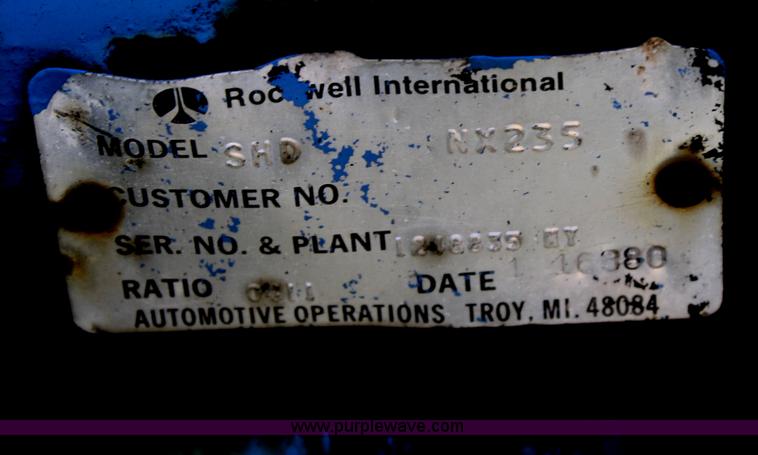 Rockwell International
MODEL SHD NX235
CUSTOMER NO.
SER. NO. & PLANT KY
RATIO DATE
AUTOMOTIVE OPERATIONS TROY, MI. 48084
www.purplewave.com